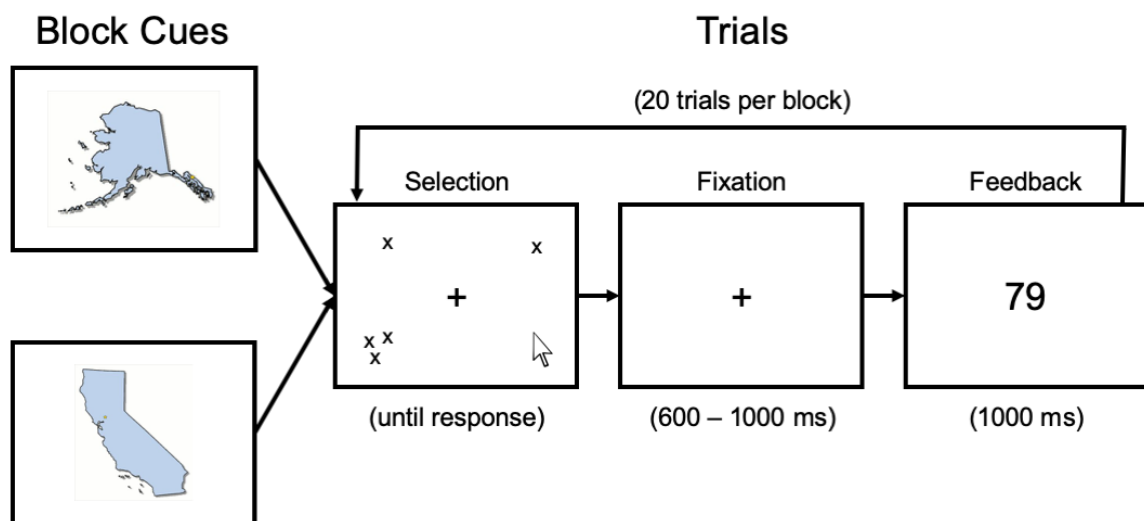 Block Cues
Trials
(20 trials per block)
Selection
Fixation
Feedback
x
x
+
+
79
x x
x
(until response)
(600 – 1000 ms)
(1000 ms)